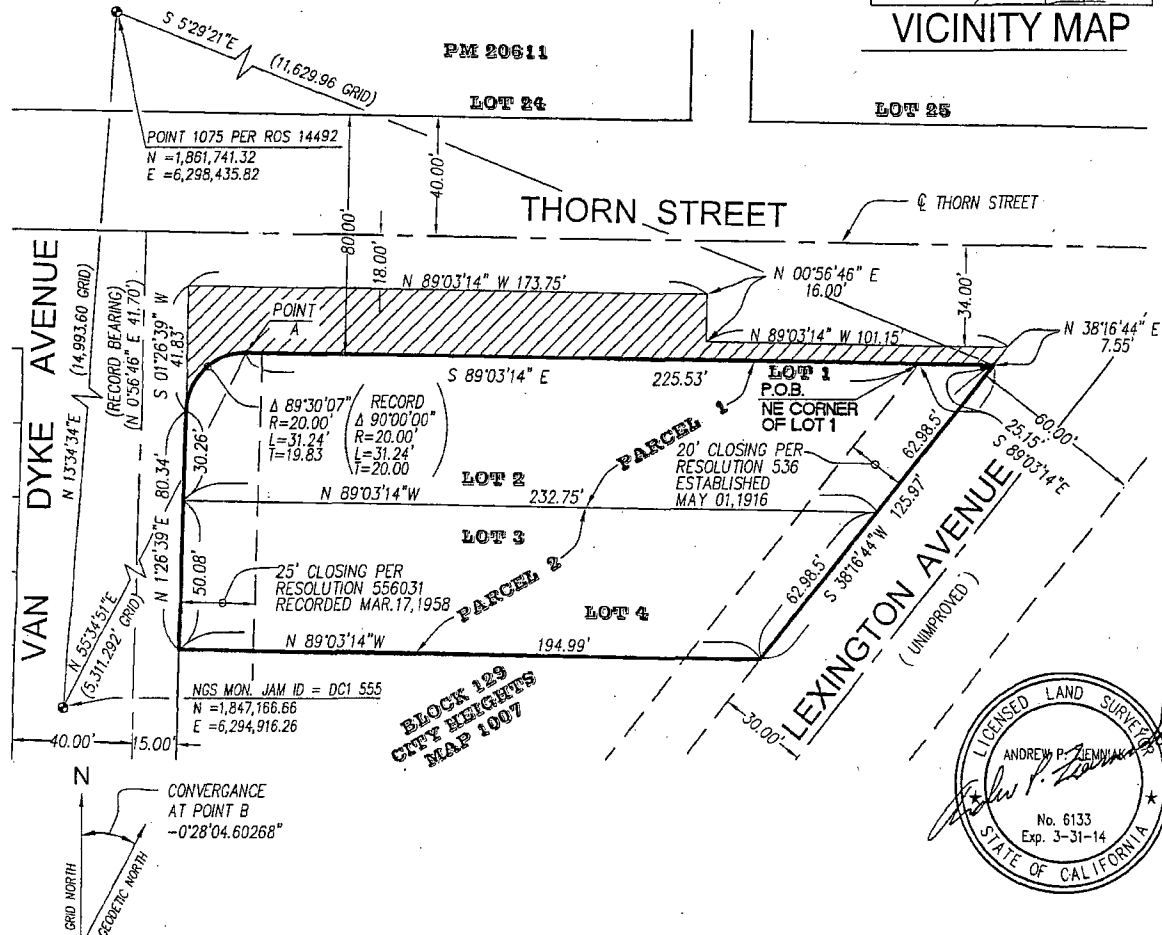 VICINITY MAP
S 5°29'21"E
(11,629.96 GRID)
PM 20611
LOT 24
LOT 25
POINT 1075 PER ROS 14492
N =1,861,741.32
E =6,298,435.82
80.00'
40.00'
THORN STREET
℄ THORN STREET
18.00'
34.00'
VAN DYKE AVENUE
N 13°34'34"E (14,993.60 GRID)
(RECORD BEARING)
(N 0°56'46" E 41.70')
S 01°26'39" W
41.83'
N 89°03'14" W 173.75'
N 00°56'46" E
16.00'
N 89°03'14" W 101.15'
N 38°16'44" E
7.55'
POINT
A
S 89°03'14" E
225.53'
LOT 1
P.O.B.
NE CORNER
OF LOT 1
60.00'
25.15'
S 89°03'14"E
Δ 89°30'07"
R=20.00'
L=31.24'
T=19.83
RECORD
Δ 90°00'00"
R=20.00'
L=31.24'
T=20.00
PARCEL 1
20' CLOSING PER
RESOLUTION 536
ESTABLISHED
MAY 01,1916
62.98.5'
S 38°16'44"W 125.97'
62.98.5'
LEXINGTON AVENUE
( UNIMPROVED )
N 1°26'39"E 80.34'
30.26'
50.08'
LOT 2
N 89°03'14"W 232.75'
LOT 3
25' CLOSING PER
RESOLUTION 556031
RECORDED MAR.17,1958
PARCEL 2
LOT 4
N 89°03'14"W 194.99'
N 55°34'51"E
(5,311.292' GRID)
NGS MON. JAM ID = DC1 555
N =1,847,166.66
E =6,294,916.26
BLOCK 129
CITY HEIGHTS
MAP 1007
30.00'
40.00'
15.00'
N
CONVERGANCE
AT POINT B
-0°28'04.60268"
GRID NORTH
GEODETIC NORTH
LICENSED LAND SURVEYOR
ANDREW P. ZIEMNIAK
Andrew P. Ziemniak
No. 6133
Exp. 3-31-14
STATE OF CALIFORNIA